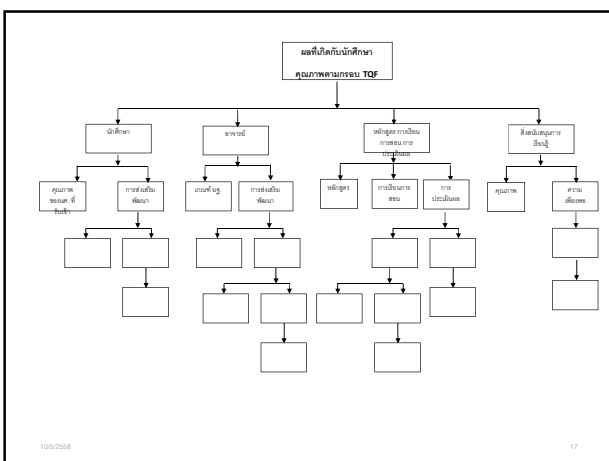 ผลที่เกิดกับนักศึกษา
คุณภาพตามกรอบ TQF
นักศึกษา
อาจารย์
หลักสูตร การเรียน
การสอน การ
ประเมินผล
สิ่งสนับสนุนการ
เรียนรู้
คุณภาพ
ของนศ. ที่
รับเข้า
การส่งเสริม
พัฒนา
เกณฑ์ มฐ.
การส่งเสริม
พัฒนา
หลักสูตร
การเรียนการ
สอน
การ
ประเมินผล
คุณภาพ
ความ
เพียงพอ
10/5/2558
17